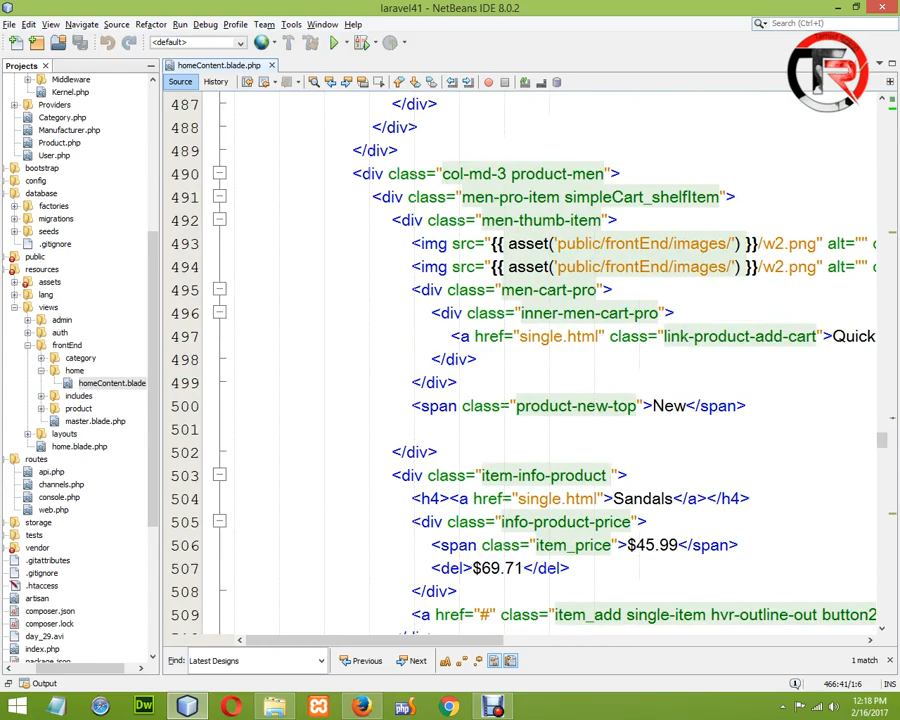 laravel41 - NetBeans IDE 8.0.2
File Edit View Navigate Source Refactor Run Debug Profile Team Tools Window Help
Search (Ctrl+I)
<default>
Projects
homeContent.blade.php
Source History
Middleware
Kernel.php
Providers
Category.php
Manufacturer.php
Product.php
User.php
bootstrap
config
database
factories
migrations
seeds
.gitignore
public
resources
assets
lang
views
admin
auth
frontEnd
category
home
homeContent.blade
includes
product
master.blade.php
layouts
home.blade.php
routes
api.php
channels.php
console.php
web.php
storage
tests
vendor
.gitattributes
.gitignore
.htaccess
artisan
composer.json
composer.lock
day_29.avi
index.php
package.json
487 </div>
488 </div>
489 </div>
490 <div class="col-md-3 product-men">
491 <div class="men-pro-item simpleCart_shelfItem">
492 <div class="men-thumb-item">
493 <img src="{{ asset('public/frontEnd/images/') }}/w2.png" alt=""
494 <img src="{{ asset('public/frontEnd/images/') }}/w2.png" alt=""
495 <div class="men-cart-pro">
496 <div class="inner-men-cart-pro">
497 <a href="single.html" class="link-product-add-cart">Quick
498 </div>
499 </div>
500 <span class="product-new-top">New</span>
501
502 </div>
503 <div class="item-info-product ">
504 <h4><a href="single.html">Sandals</a></h4>
505 <div class="info-product-price">
506 <span class="item_price">$45.99</span>
507 <del>$69.71</del>
508 </div>
509 <a href="#" class="item_add single-item hvr-outline-out button2
Find: Latest Designs Previous Next 1 match
Output
466:41/1:6 INS
12:18 PM
2/16/2017